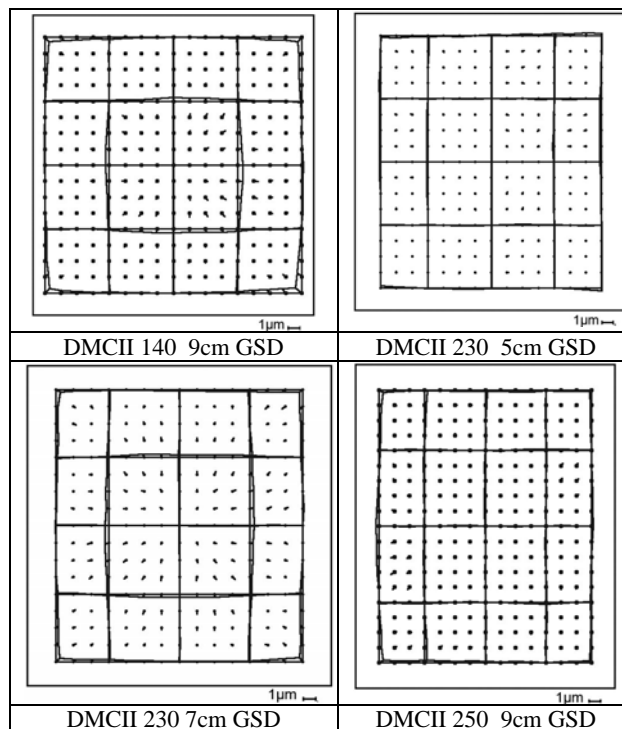 1µm
1µm
DMCII 140 9cm GSD
DMCII 230 5cm GSD
1µm
1µm
DMCII 230 7cm GSD
DMCII 250 9cm GSD